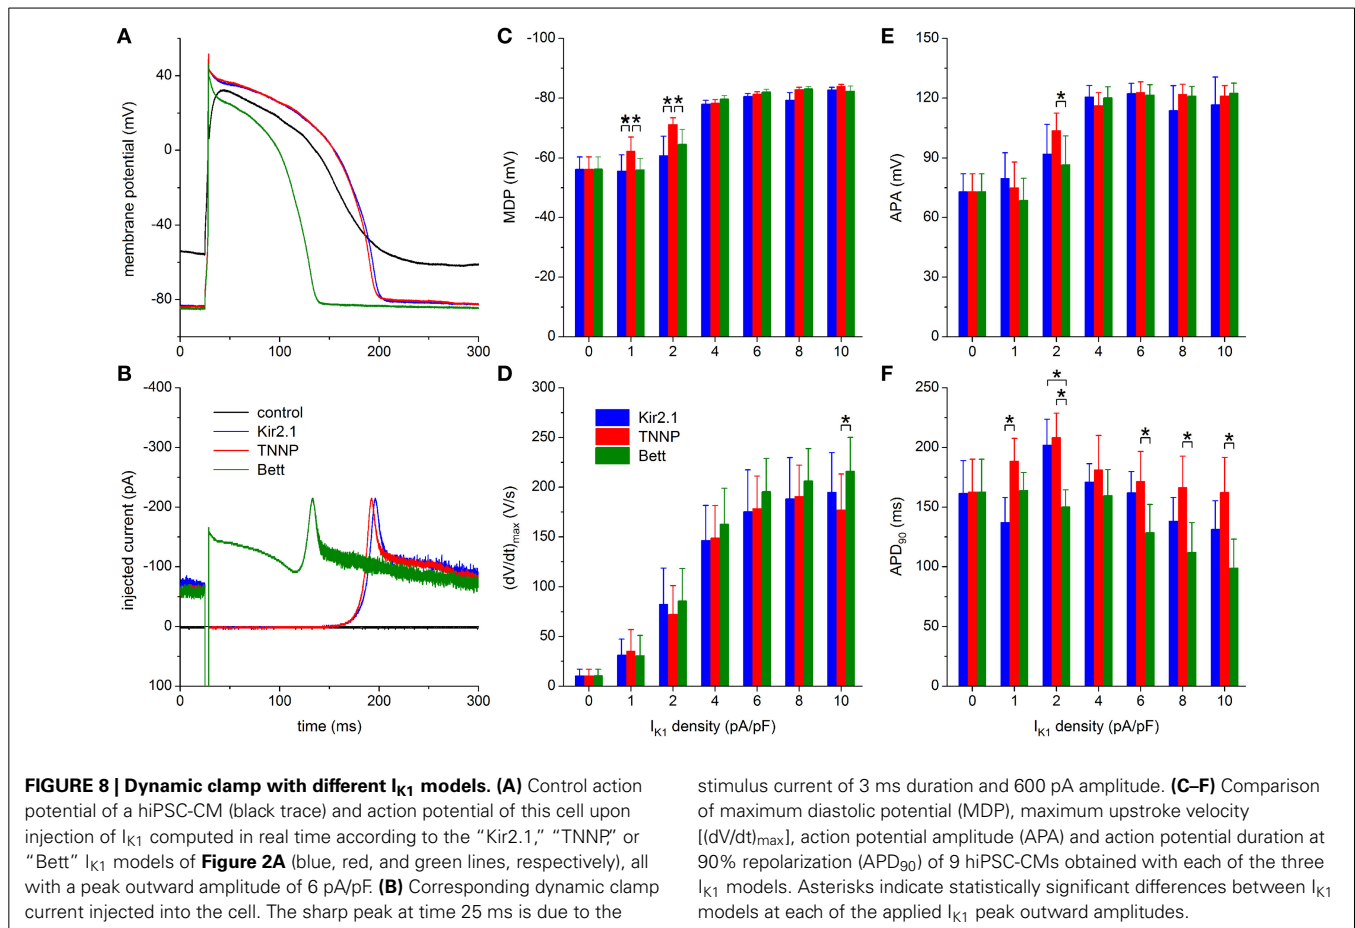 A
40
0
-40
-80
membrane potential (mV)
0 100 200 300
B
-400
-300
-200
-100
0
100
injected current (pA)
control
Kir2.1
TNNP
Bett
0 100 200 300
time (ms)
C
-100
-80
-60
-40
-20
0
MDP (mV)
** **
0 1 2 4 6 8 10
D
300
250
200
150
100
50
0
(dV/dt)max (V/s)
Kir2.1
TNNP
Bett
*
0 1 2 4 6 8 10
IK1 density (pA/pF)
E
150
120
90
60
30
0
APA (mV)
*
0 1 2 4 6 8 10
F
250
200
150
100
50
0
APD90 (ms)
* * * * * *
0 1 2 4 6 8 10
IK1 density (pA/pF)
FIGURE 8 | Dynamic clamp with different IK1 models. (A) Control action
potential of a hiPSC-CM (black trace) and action potential of this cell upon
injection of IK1 computed in real time according to the “Kir2.1,” “TNNP,” or
“Bett” IK1 models of Figure 2A (blue, red, and green lines, respectively), all
with a peak outward amplitude of 6 pA/pF. (B) Corresponding dynamic clamp
current injected into the cell. The sharp peak at time 25 ms is due to the
stimulus current of 3 ms duration and 600 pA amplitude. (C–F) Comparison
of maximum diastolic potential (MDP), maximum upstroke velocity
[(dV/dt)max], action potential amplitude (APA) and action potential duration at
90% repolarization (APD90) of 9 hiPSC-CMs obtained with each of the three
IK1 models. Asterisks indicate statistically significant differences between IK1
models at each of the applied IK1 peak outward amplitudes.